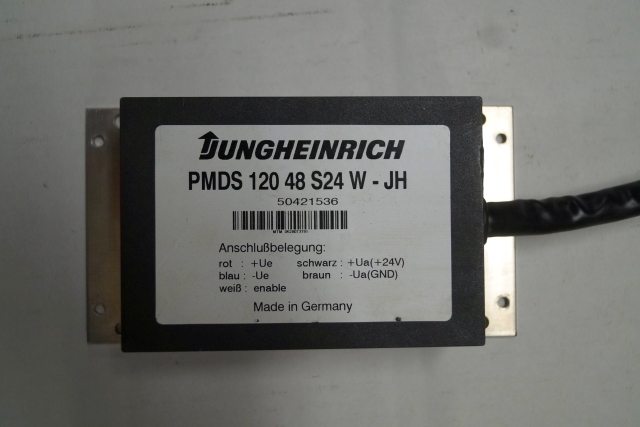 JUNGHEINRICH
PMDS 120 48 S24 W - JH
50421536
Anschlußbelegung:
rot : +Ue schwarz : +Ua(+24V)
blau : -Ue braun : -Ua(GND)
weiß : enable
Made in Germany